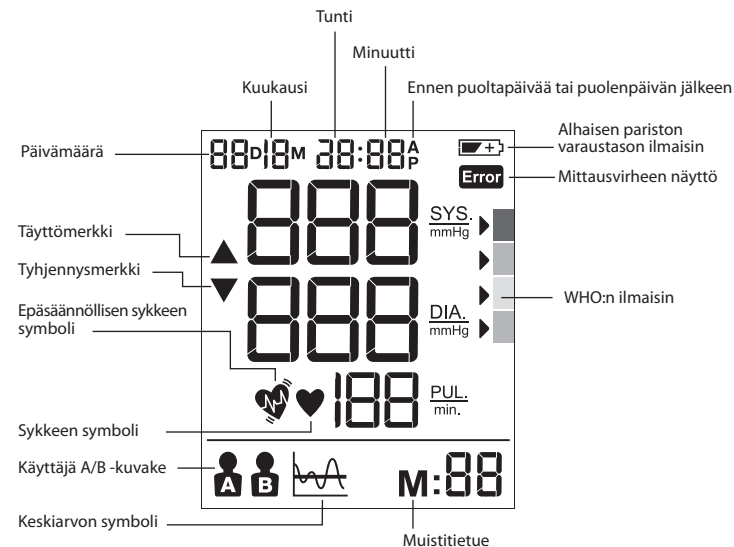 Tunti
Minuutti
Kuukausi
Ennen puoltapäivää tai puolenpäivän jälkeen
Päivämäärä
88D18M 28:88 A
P
Alhaisen pariston
varaustason ilmaisin
Error
Mittausvirheen näyttö
888
SYS.
mmHg
Täyttömerkki
Tyhjennysmerkki
888
DIA.
mmHg
WHO:n ilmaisin
Epäsäännöllisen sykkeen
symboli
188
PUL.
min.
Sykkeen symboli
Käyttäjä A/B -kuvake
A
B
M:88
Keskiarvon symboli
Muistitietue